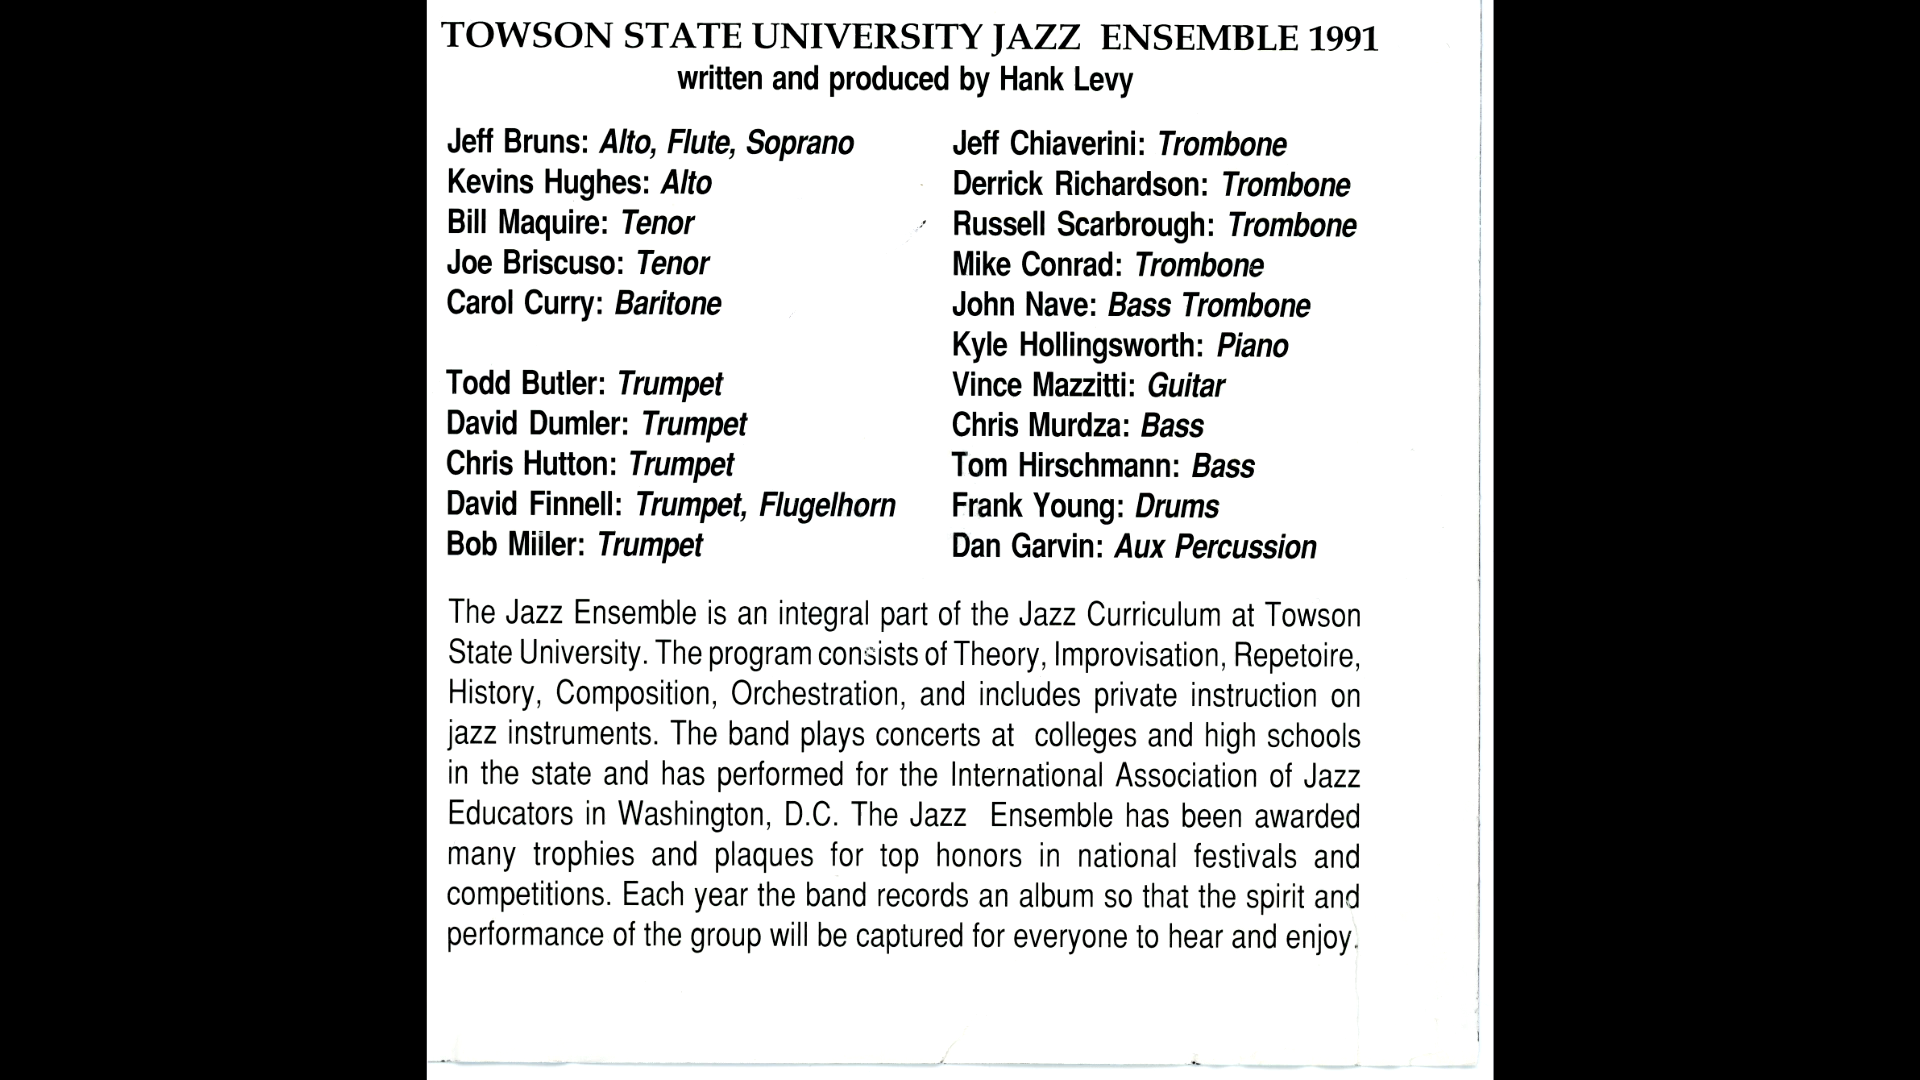 TOWSON STATE UNIVERSITY JAZZ ENSEMBLE 1991
written and produced by Hank Levy
Jeff Bruns: Alto, Flute, Soprano
Kevins Hughes: Alto
Bill Maquire: Tenor
Joe Briscuso: Tenor
Carol Curry: Baritone
Todd Butler: Trumpet
David Dumler: Trumpet
Chris Hutton: Trumpet
David Finnell: Trumpet, Flugelhorn
Bob Miller: Trumpet
Jeff Chiaverini: Trombone
Derrick Richardson: Trombone
Russell Scarbrough: Trombone
Mike Conrad: Trombone
John Nave: Bass Trombone
Kyle Hollingsworth: Piano
Vince Mazzitti: Guitar
Chris Murdza: Bass
Tom Hirschmann: Bass
Frank Young: Drums
Dan Garvin: Aux Percussion
The Jazz Ensemble is an integral part of the Jazz Curriculum at Towson
State University. The program consists of Theory, Improvisation, Repetoire,
History, Composition, Orchestration, and includes private instruction on
jazz instruments. The band plays concerts at colleges and high schools
in the state and has performed for the International Association of Jazz
Educators in Washington, D.C. The Jazz Ensemble has been awarded
many trophies and plaques for top honors in national festivals and
competitions. Each year the band records an album so that the spirit and
performance of the group will be captured for everyone to hear and enjoy.